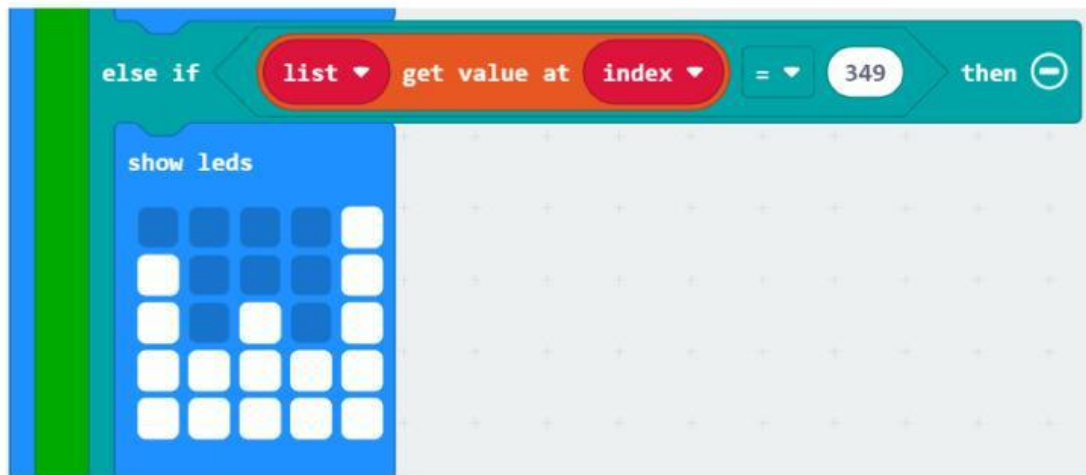 else if list get value at index = 349 then
show leds